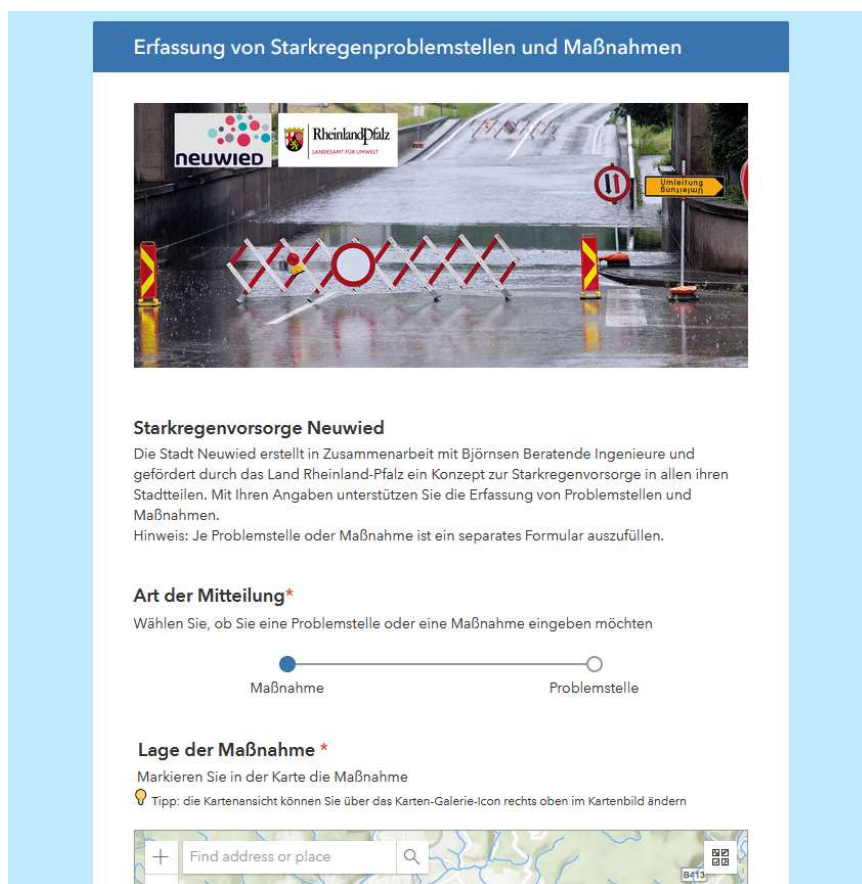 Erfassung von Starkregenproblemstellen und Maßnahmen
neuwied
RheinlandPfalz
LANDESAMT FÜR UMWELT
Umleitung
Umleitung
Starkregenvorsorge Neuwied
Die Stadt Neuwied erstellt in Zusammenarbeit mit Björnsen Beratende Ingenieure und
gefördert durch das Land Rheinland-Pfalz ein Konzept zur Starkregenvorsorge in allen ihren
Stadtteilen. Mit Ihren Angaben unterstützen Sie die Erfassung von Problemstellen und
Maßnahmen.
Hinweis: Je Problemstelle oder Maßnahme ist ein separates Formular auszufüllen.
Art der Mitteilung*
Wählen Sie, ob Sie eine Problemstelle oder eine Maßnahme eingeben möchten
Maßnahme Problemstelle
Lage der Maßnahme *
Markieren Sie in der Karte die Maßnahme
Tipp: die Kartenansicht können Sie über das Karten-Galerie-Icon rechts oben im Kartenbild ändern
+ Find address or place
B413